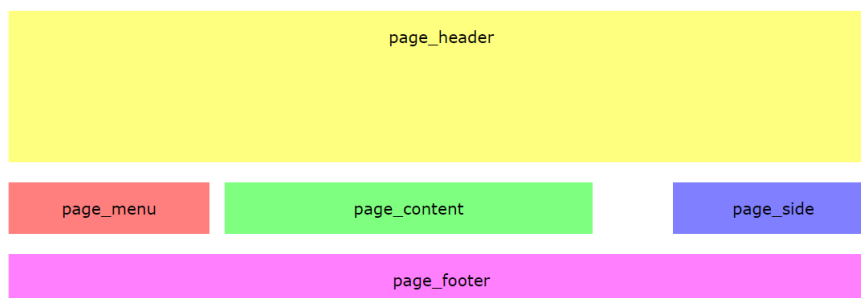 page_header
page_menu
page_content
page_side
page_footer